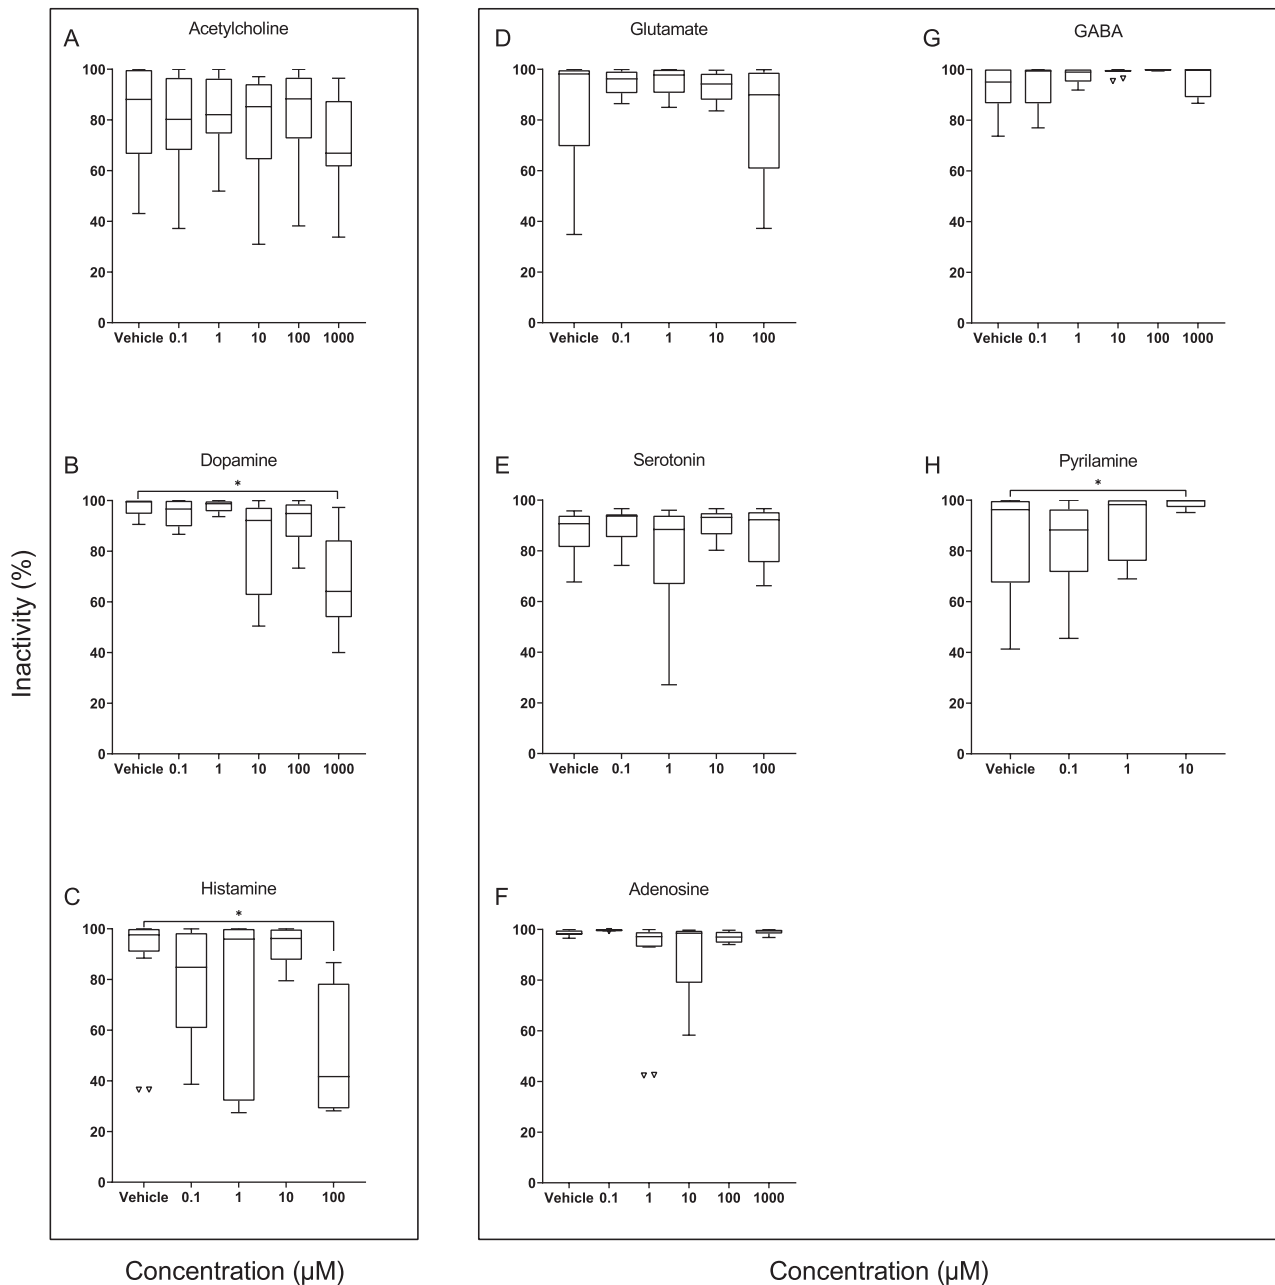 Inactivity (%)
A
Acetylcholine
100
80
60
40
20
0
Vehicle 0.1 1 10 100 1000
B
Dopamine
*
100
80
60
40
20
0
Vehicle 0.1 1 10 100 1000
C
Histamine
*
100
80
60
40
20
0
Vehicle 0.1 1 10 100
Concentration (µM)
D
Glutamate
100
80
60
40
20
0
Vehicle 0.1 1 10 100
E
Serotonin
100
80
60
40
20
0
Vehicle 0.1 1 10 100
F
Adenosine
100
80
60
40
20
0
Vehicle 0.1 1 10 100 1000
G
GABA
100
80
60
40
20
0
Vehicle 0.1 1 10 100 1000
H
Pyrilamine
*
100
80
60
40
20
0
Vehicle 0.1 1 10
Concentration (µM)